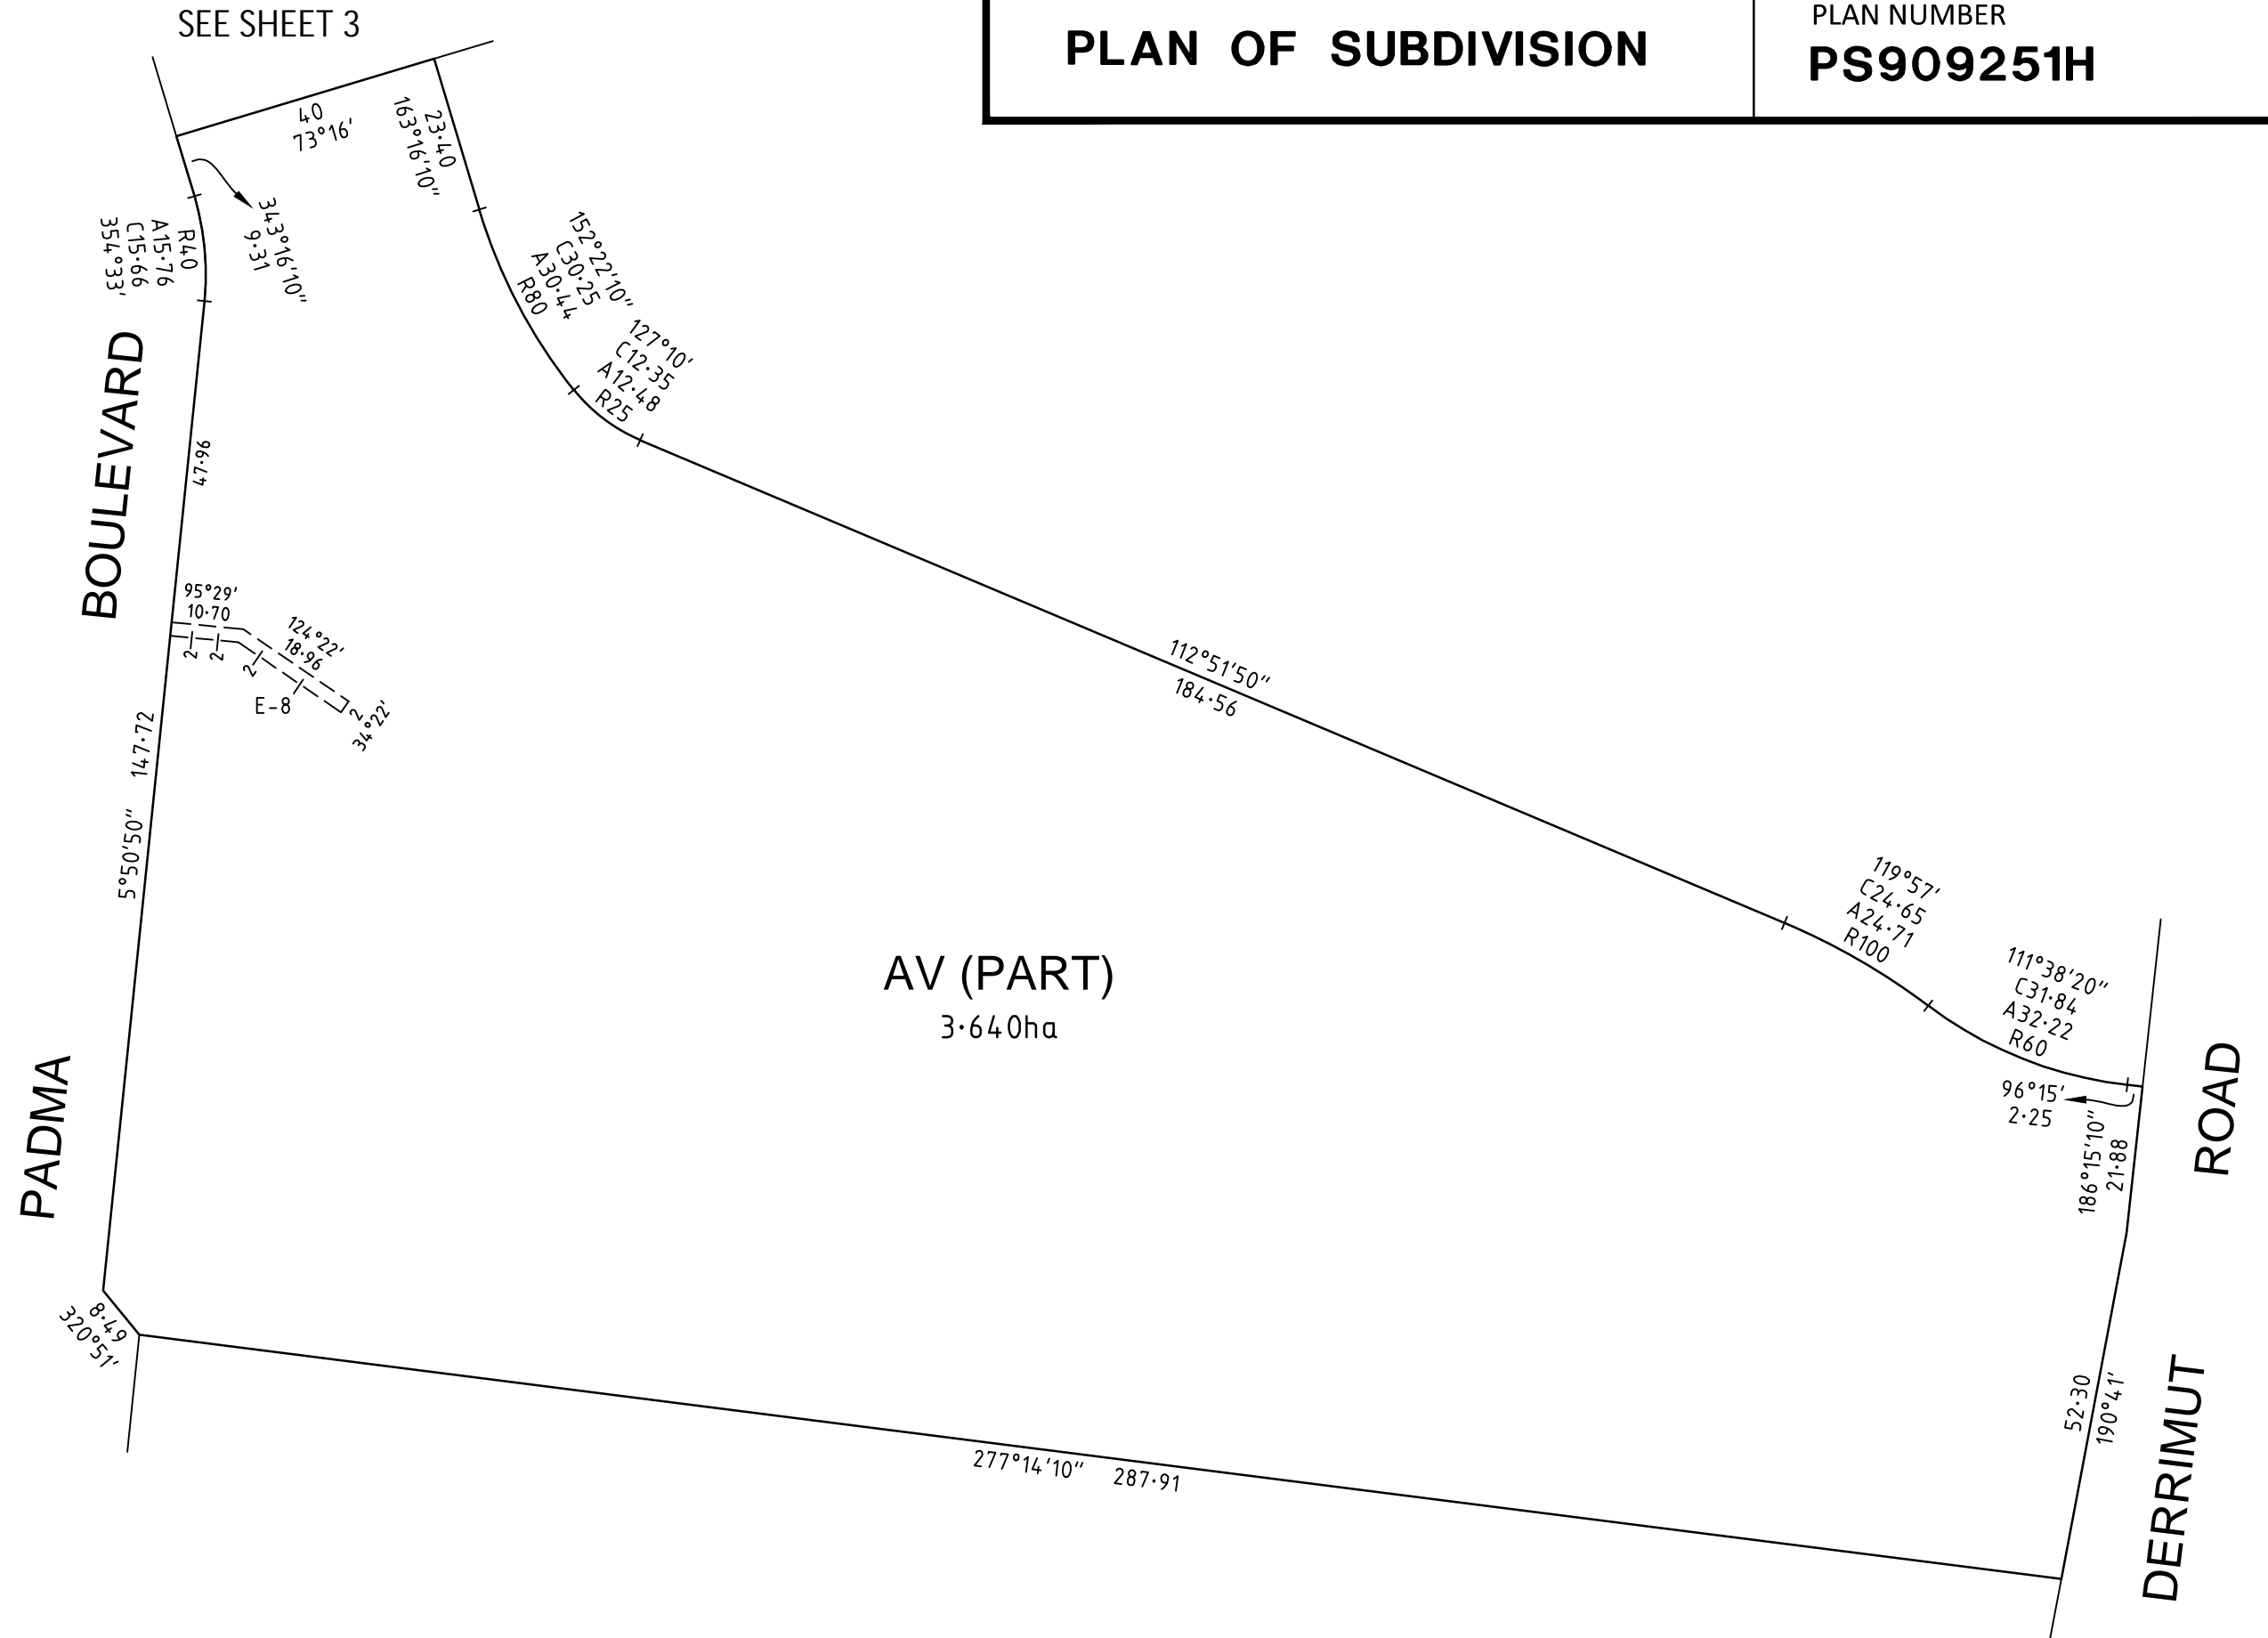 SEE SHEET 3
PLAN OF SUBDIVISION
PLAN NUMBER
PS909251H
40
73°16'
23·40
163°16'10"
343°16'10"
9·31
R40
A15·76
C15·66
354°33'
152°22'10"
C30·25
A30·44
R80
127°10'
C12·35
A12·48
R25
BOULEVARD
47·96
95°29'
10·70
124°22'
18·96
2
2
2
2
34°22'
E-8
112°51'50"
184·56
147·72
5°50'50"
119°57'
C24·65
A24·71
R100
111°38'20"
C31·84
A32·22
R60
AV (PART)
3·640ha
96°15'
2·25
186°15'10"
21·88
ROAD
PADMA
8·49
320°51'
52·30
190°41'
DERRIMUT
277°14'10" 287·91